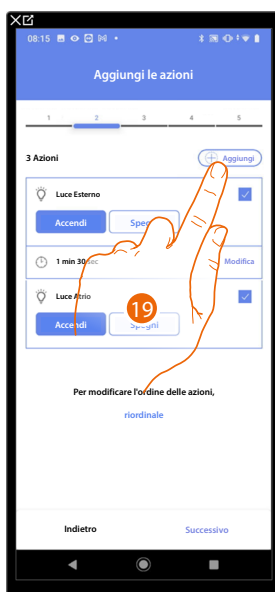 08:15
Aggiungi le azioni
1 2 3 4 5
3 Azioni
Aggiungi
Luce Esterno
Accendi
1 min 30 sec
Modifica
Luce Atrio
19
Accendi Spegni
Per modificare l'ordine delle azioni,
riordinale
Indietro Successivo